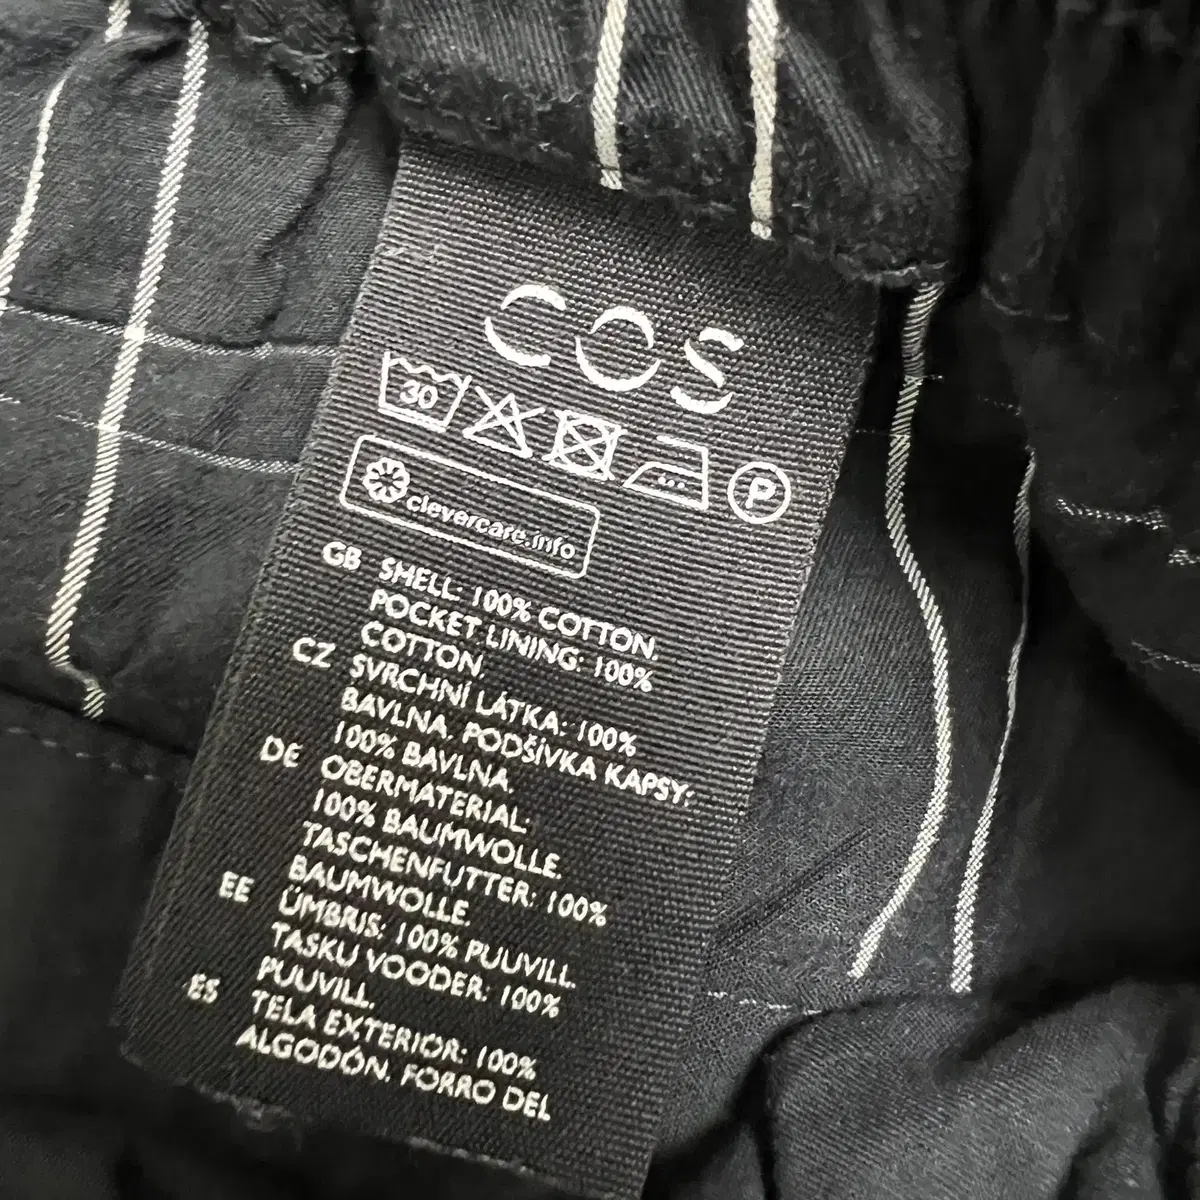 COS
30
P
clevercare.info
GB SHELL: 100% COTTON,
POCKET LINING: 100%
COTTON,
CZ SVRCHNÍ LÁTKA: 100%
BAVLNA, PODŠÍVKA KAPSY:
100% BAVLNA,
DE OBERMATERIAL:
100% BAUMWOLLE.
TASCHENFUTTER: 100%
BAUMWOLLE.
EE ÜMBRIS: 100% PUUVILL.
TASKU VOODER: 100%
PUUVILL.
ES TELA EXTERIOR: 100%
ALGODÓN. FORRO DEL